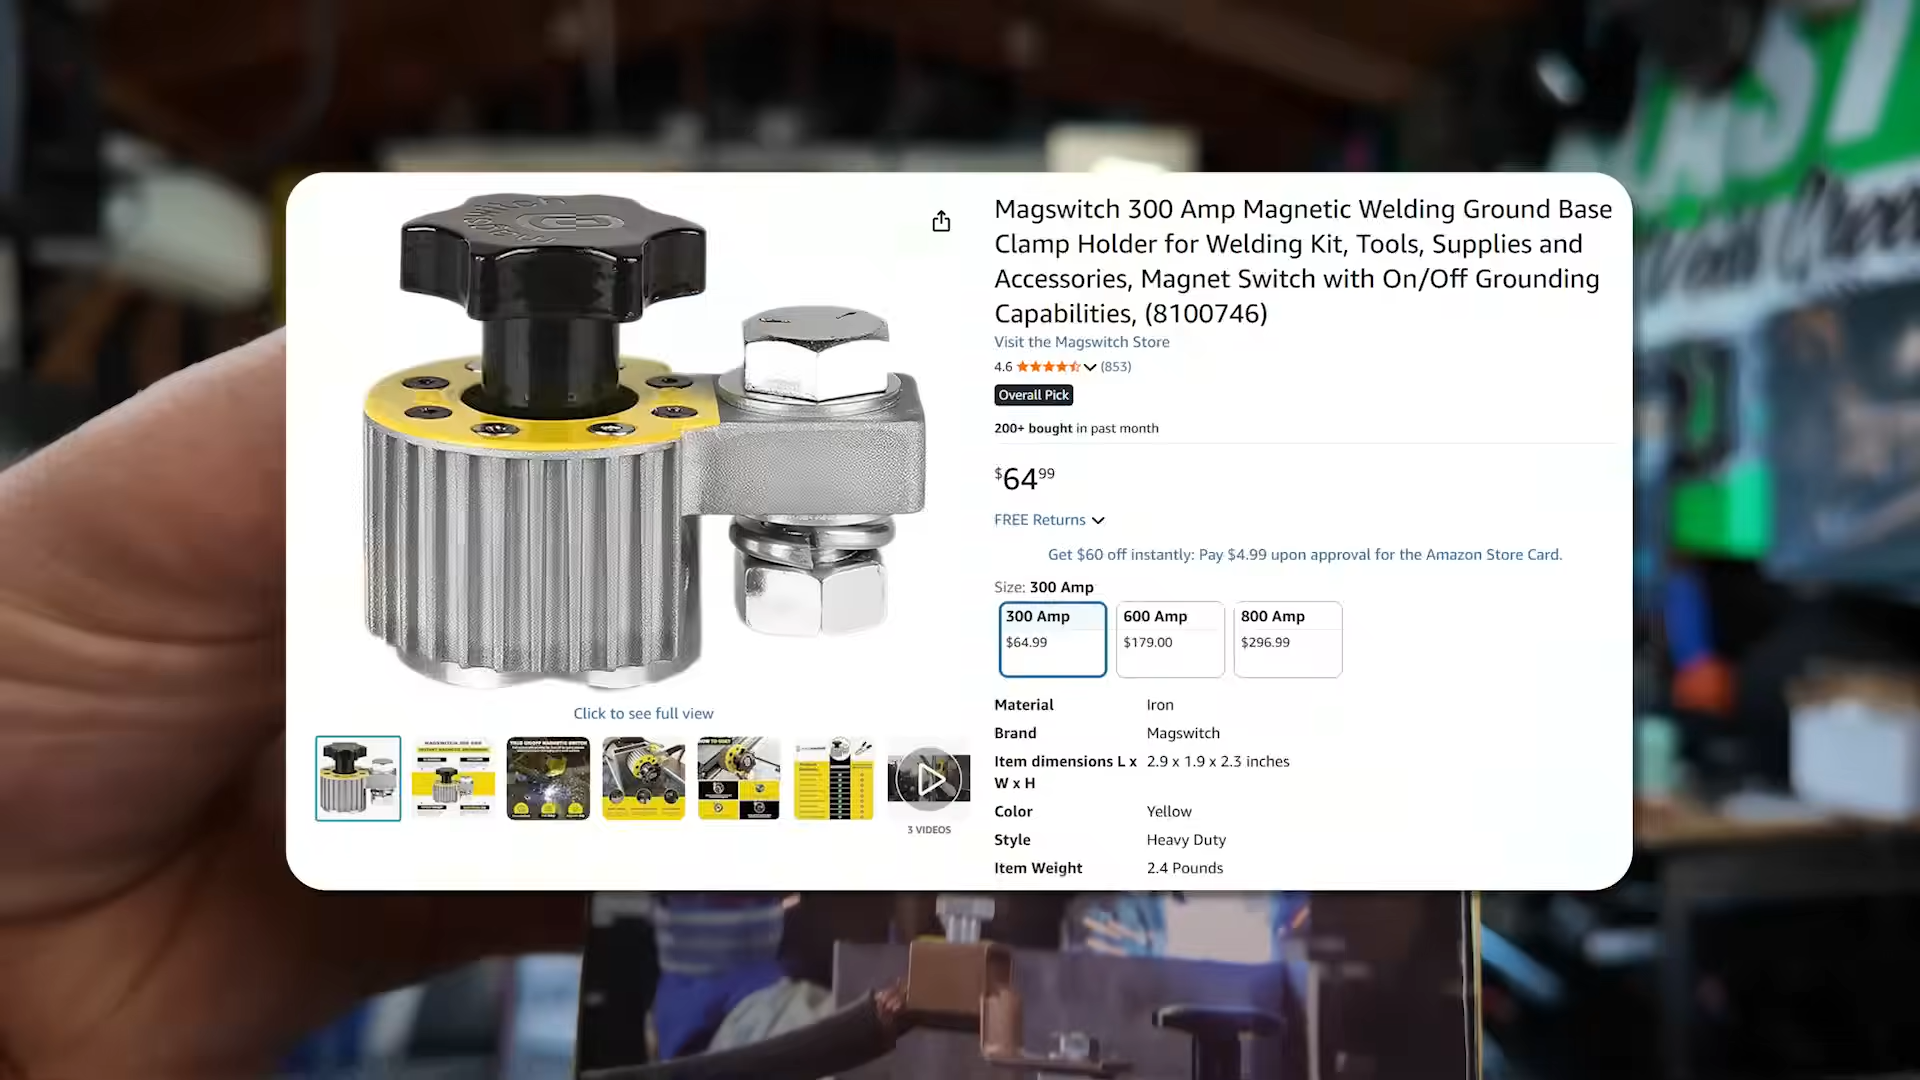 magswitch
Magswitch 300 Amp Magnetic Welding Ground Base
Clamp Holder for Welding Kit, Tools, Supplies and
Accessories, Magnet Switch with On/Off Grounding
Capabilities, (8100746)
Visit the Magswitch Store
4.6 (853)
Overall Pick
200+ bought in past month
$64.99
FREE Returns
Get $60 off instantly: Pay $4.99 upon approval for the Amazon Store Card.
Size: 300 Amp
300 Amp 600 Amp 800 Amp
$64.99 $179.00 $296.99
Material Iron
Brand Magswitch
Item dimensions L x 2.9 x 1.9 x 2.3 inches
W x H
Color Yellow
Style Heavy Duty
Item Weight 2.4 Pounds
Click to see full view
3 VIDEOS